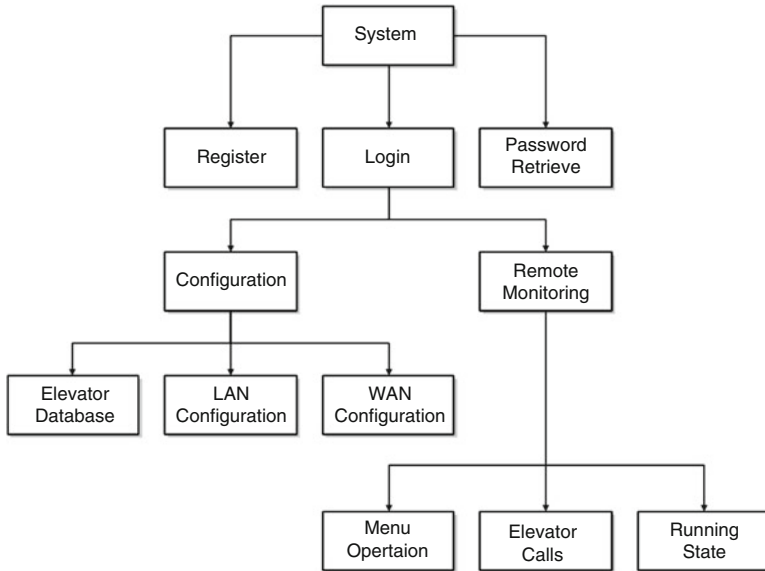 System
Register
Login
Password
Retrieve
Configuration
Remote
Monitoring
Elevator
Database
LAN
Configuration
WAN
Configuration
Menu
Opertaion
Elevator
Calls
Running
State